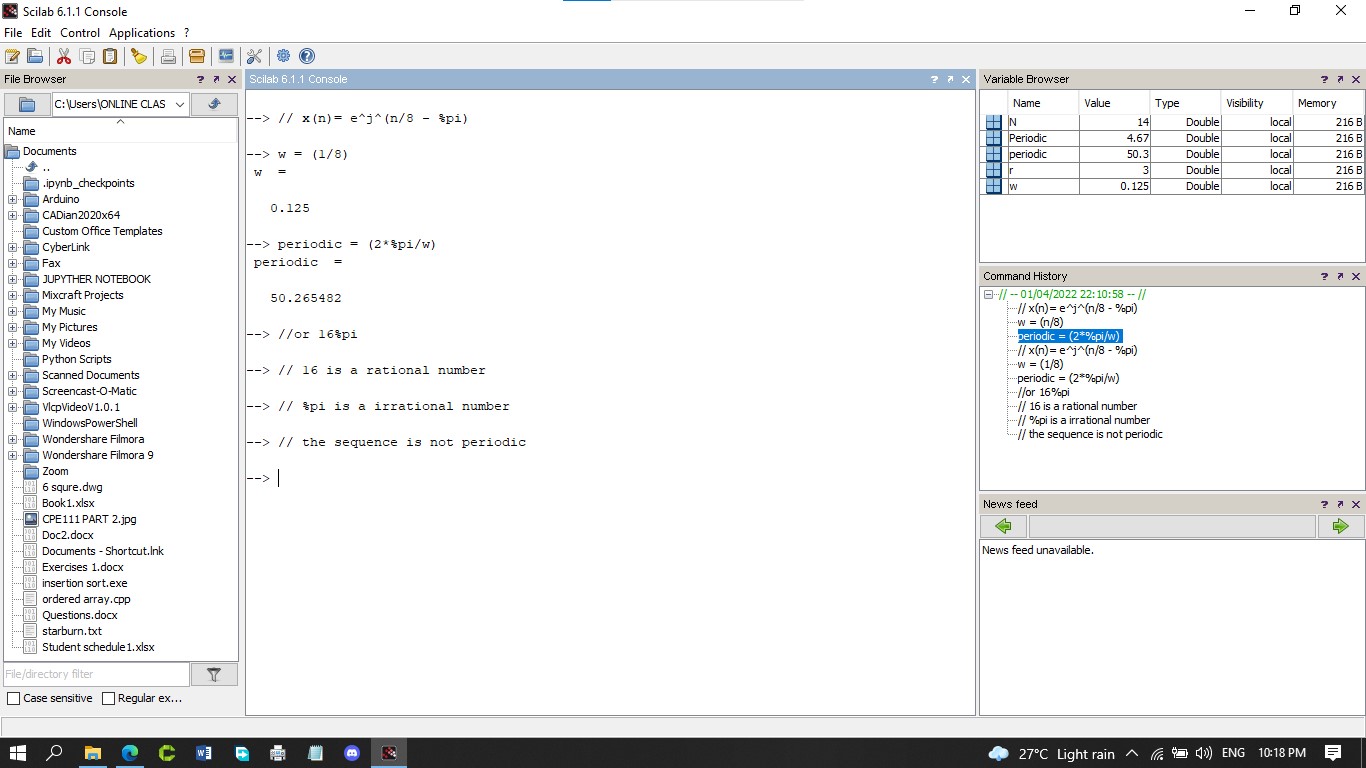 Scilab 6.1.1 Console
File Edit Control Applications ?
File Browser
C:\Users\ONLINE CLAS
Name
Documents
..
.ipynb_checkpoints
Arduino
CADian2020x64
Custom Office Templates
CyberLink
Fax
JUPYTHER NOTEBOOK
Mixcraft Projects
My Music
My Pictures
My Videos
Python Scripts
Scanned Documents
Screencast-O-Matic
VlcpVideoV1.0.1
WindowsPowerShell
Wondershare Filmora
Wondershare Filmora 9
Zoom
6 squre.dwg
Book1.xlsx
CPE111 PART 2.jpg
Doc2.docx
Documents - Shortcut.lnk
Exercises 1.docx
insertion sort.exe
ordered array.cpp
Questions.docx
starburn.txt
Student schedule1.xlsx
File/directory filter
Case sensitive Regular ex...
Scilab 6.1.1 Console
--> // x(n)= e^j^(n/8 - %pi)
--> w = (1/8)
w =
0.125
--> periodic = (2*%pi/w)
periodic =
50.265482
--> //or 16%pi
--> // 16 is a rational number
--> // %pi is a irrational number
--> // the sequence is not periodic
-->
Variable Browser
Name Value Type Visibility Memory
N 14 Double local 216 B
Periodic 4.67 Double local 216 B
periodic 50.3 Double local 216 B
r 3 Double local 216 B
w 0.125 Double local 216 B
Command History
// -- 01/04/2022 22:10:58 -- //
// x(n)= e^j^(n/8 - %pi)
w = (n/8)
periodic = (2*%pi/w)
// x(n)= e^j^(n/8 - %pi)
w = (1/8)
periodic = (2*%pi/w)
//or 16%pi
// 16 is a rational number
// %pi is a irrational number
// the sequence is not periodic
News feed
News feed unavailable.
27°C Light rain ENG 10:18 PM